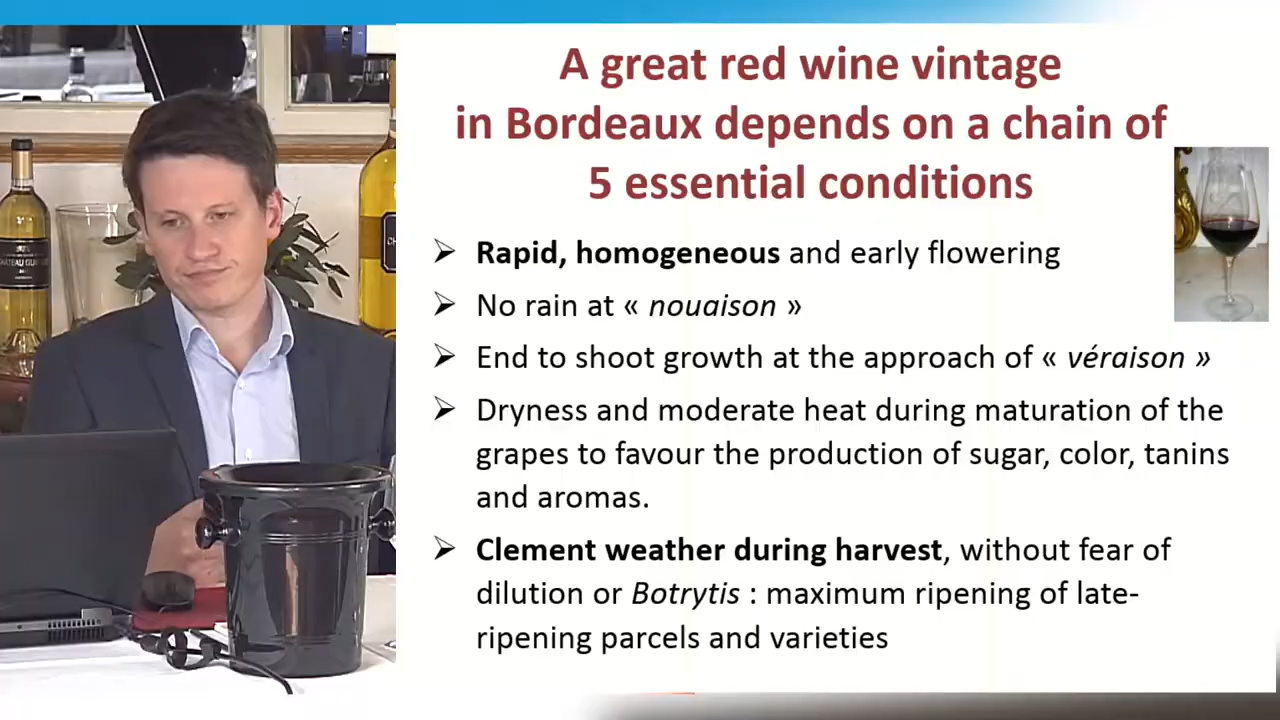 A great red wine vintage
in Bordeaux depends on a chain of
5 essential conditions
➢ Rapid, homogeneous and early flowering
➢ No rain at « nouaison »
➢ End to shoot growth at the approach of « véraison »
➢ Dryness and moderate heat during maturation of the
grapes to favour the production of sugar, color, tanins
and aromas.
➢ Clement weather during harvest, without fear of
dilution or Botrytis : maximum ripening of late-
ripening parcels and varieties
CHÂTEAU